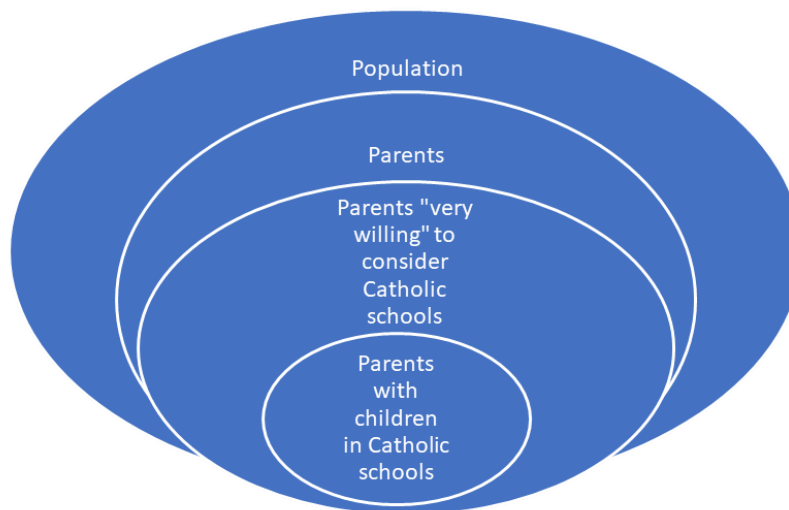 Population
Parents
Parents "very
willing" to
consider
Catholic
schools
Parents
with
children
in Catholic
schools